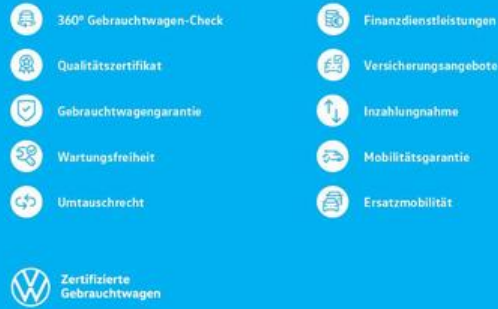 360° Gebrauchtwagen-Check
Qualitätszertifikat
Gebrauchtwagengarantie
Wartungsfreiheit
Umtauschrecht
Finanzdienstleistungen
Versicherungsangebote
Inzahlungnahme
Mobilitätsgarantie
Ersatzmobilität
Zertifizierte
Gebrauchtwagen